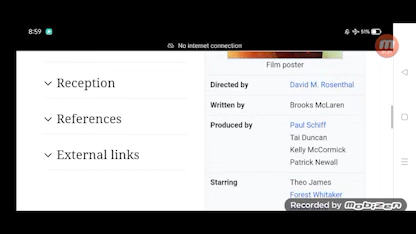 8:59
51%
No internet connection
Film poster
Reception
References
External links
Directed by David M. Rosenthal
Written by Brooks McLaren
Produced by Paul Schiff
Tai Duncan
Kelly McCormick
Patrick Newall
Starring Theo James
Forest Whitaker
Recorded by Mobizen